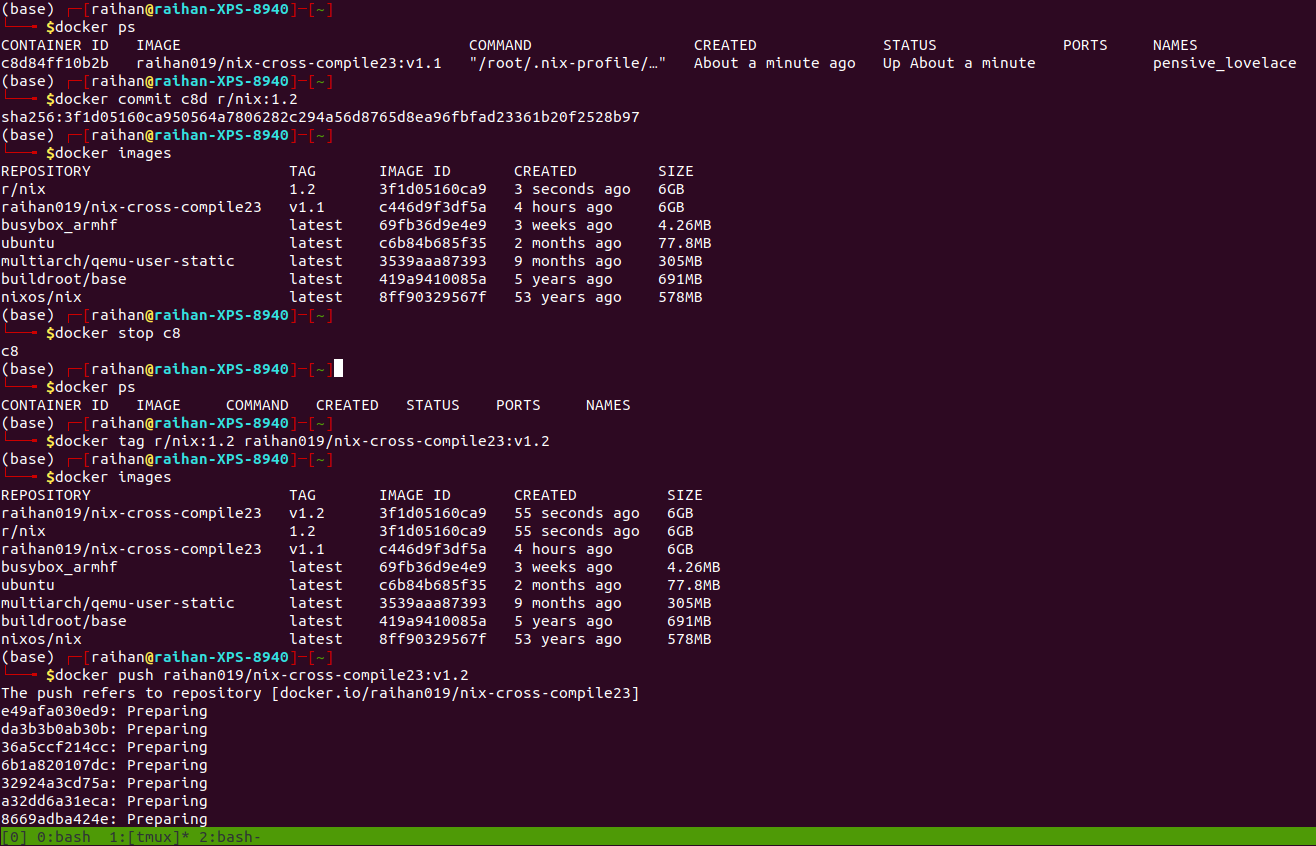 (base) ┌─[raihan@raihan-XPS-8940]─[~]
└──╼ $docker ps
CONTAINER ID   IMAGE                                COMMAND                  CREATED              STATUS              PORTS     NAMES
c8d84ff10b2b   raihan019/nix-cross-compile23:v1.1   "/root/.nix-profile/…"   About a minute ago   Up About a minute             pensive_lovelace
(base) ┌─[raihan@raihan-XPS-8940]─[~]
└──╼ $docker commit c8d r/nix:1.2
sha256:3f1d05160ca950564a7806282c294a56d8765d8ea96fbfad23361b20f2528b97
(base) ┌─[raihan@raihan-XPS-8940]─[~]
└──╼ $docker images
REPOSITORY                      TAG       IMAGE ID       CREATED         SIZE
r/nix                           1.2       3f1d05160ca9   3 seconds ago   6GB
raihan019/nix-cross-compile23   v1.1      c446d9f3df5a   4 hours ago     6GB
busybox_armhf                   latest    69fb36d9e4e9   3 weeks ago     4.26MB
ubuntu                          latest    c6b84b685f35   2 months ago    77.8MB
multiarch/qemu-user-static      latest    3539aaa87393   9 months ago    305MB
buildroot/base                  latest    419a9410085a   5 years ago     691MB
nixos/nix                       latest    8ff90329567f   53 years ago    578MB
(base) ┌─[raihan@raihan-XPS-8940]─[~]
└──╼ $docker stop c8
c8
(base) ┌─[raihan@raihan-XPS-8940]─[~]
└──╼ $docker ps
CONTAINER ID   IMAGE     COMMAND   CREATED   STATUS    PORTS     NAMES
(base) ┌─[raihan@raihan-XPS-8940]─[~]
└──╼ $docker tag r/nix:1.2 raihan019/nix-cross-compile23:v1.2
(base) ┌─[raihan@raihan-XPS-8940]─[~]
└──╼ $docker images
REPOSITORY                      TAG       IMAGE ID       CREATED          SIZE
raihan019/nix-cross-compile23   v1.2      3f1d05160ca9   55 seconds ago   6GB
r/nix                           1.2       3f1d05160ca9   55 seconds ago   6GB
raihan019/nix-cross-compile23   v1.1      c446d9f3df5a   4 hours ago      6GB
busybox_armhf                   latest    69fb36d9e4e9   3 weeks ago      4.26MB
ubuntu                          latest    c6b84b685f35   2 months ago     77.8MB
multiarch/qemu-user-static      latest    3539aaa87393   9 months ago     305MB
buildroot/base                  latest    419a9410085a   5 years ago      691MB
nixos/nix                       latest    8ff90329567f   53 years ago     578MB
(base) ┌─[raihan@raihan-XPS-8940]─[~]
└──╼ $docker push raihan019/nix-cross-compile23:v1.2
The push refers to repository [docker.io/raihan019/nix-cross-compile23]
e49afa030ed9: Preparing
da3b3b0ab30b: Preparing
36a5ccf214cc: Preparing
6b1a820107dc: Preparing
32924a3cd75a: Preparing
a32dd6a31eca: Preparing
8669adba424e: Preparing
[0] 0:bash  1:[tmux]* 2:bash-